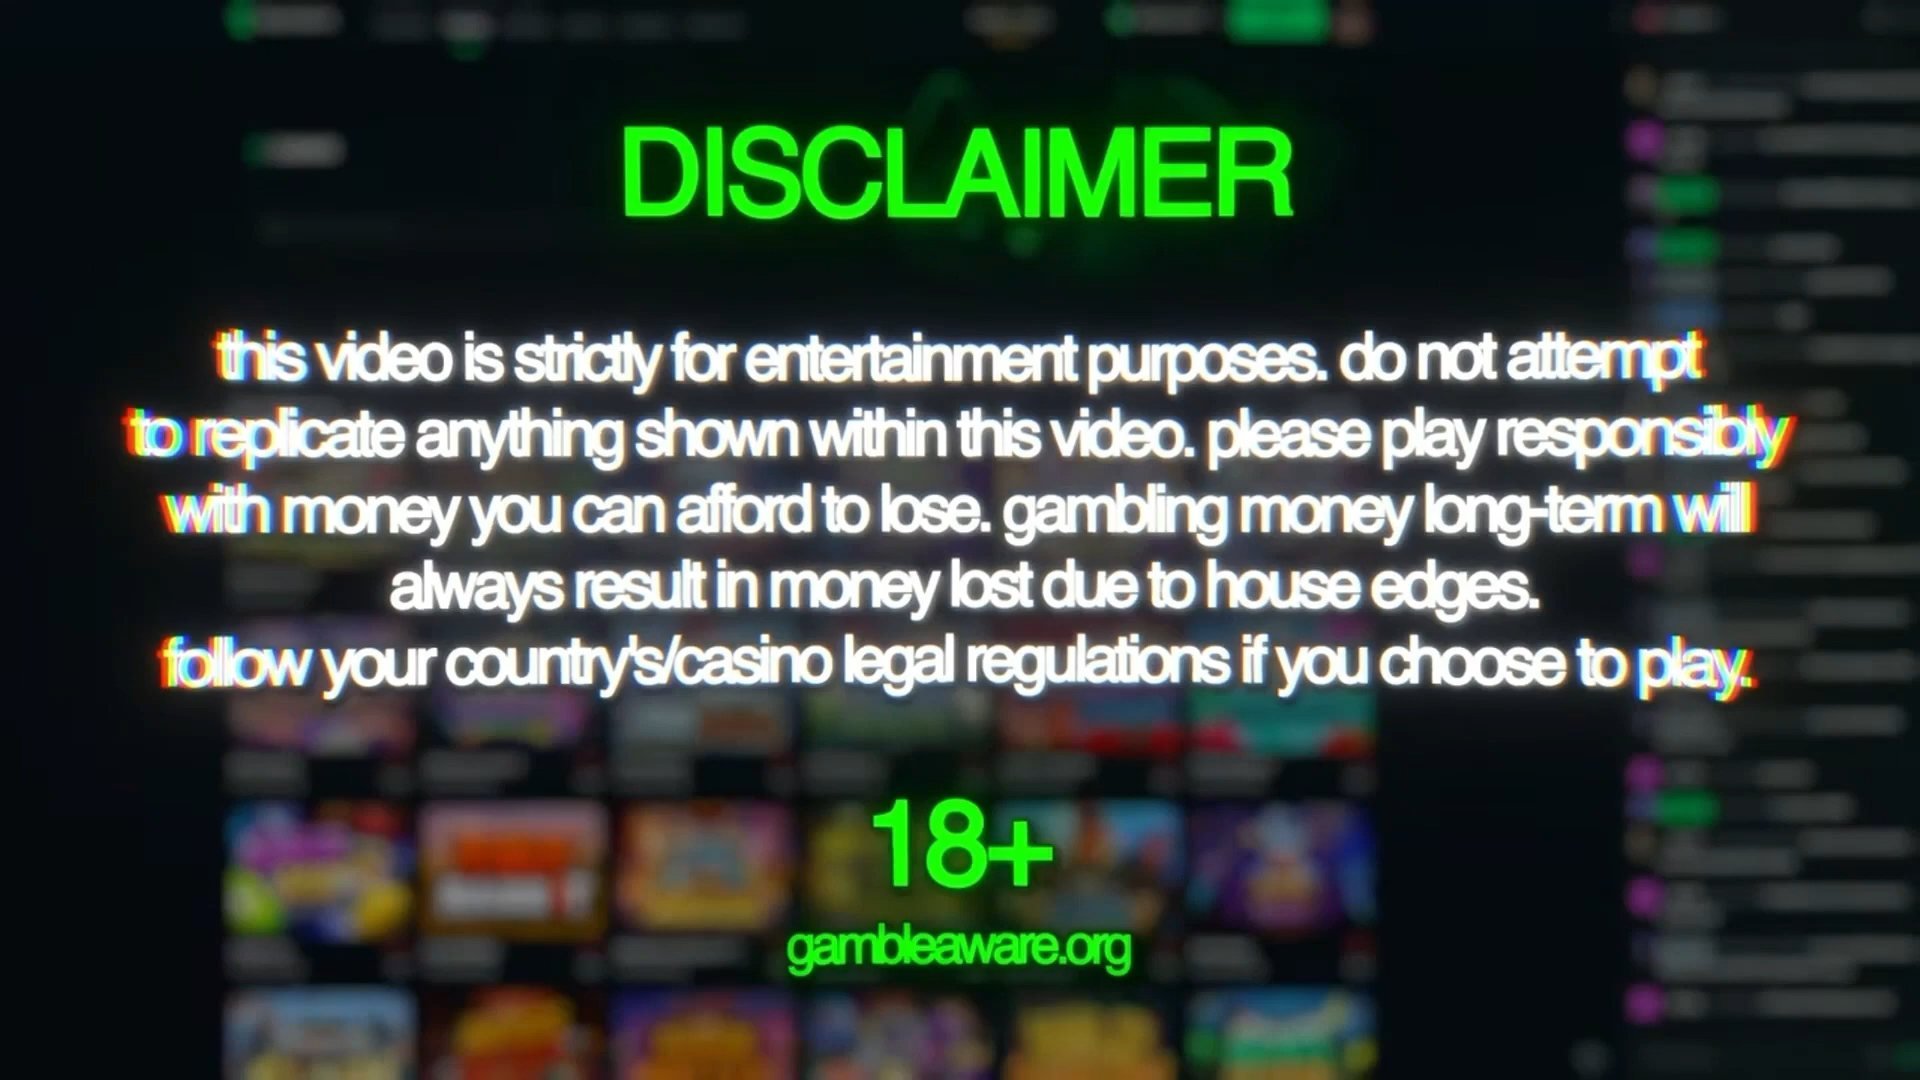 DISCLAIMER
this video is strictly for entertainment purposes. do not attempt
to replicate anything shown within this video. please play responsibly
with money you can afford to lose. gambling money long-term will
always result in money lost due to house edges.
follow your country's/casino legal regulations if you choose to play.
18+
gambleaware.org